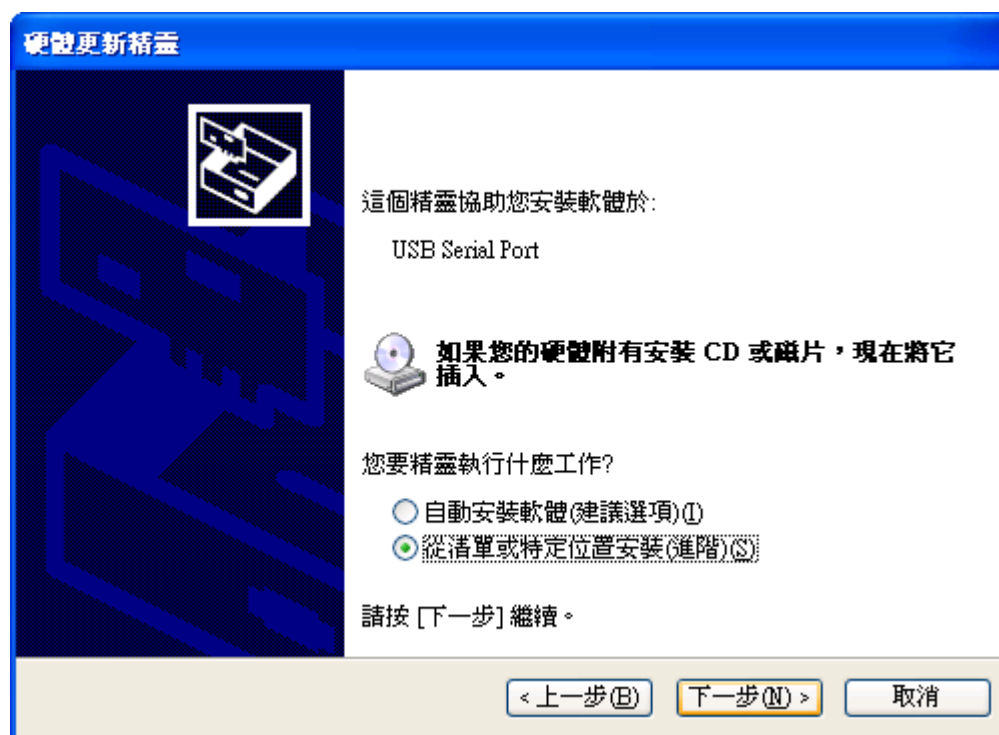 硬體更新精靈
這個精靈協助您安裝軟體於:
USB Serial Port
如果您的硬體附有安裝 CD 或磁片，現在將它
插入。
您要精靈執行什麼工作?
自動安裝軟體(建議選項)(I)
從清單或特定位置安裝(進階)(S)
請按 [下一步] 繼續。
< 上一步(B)
下一步(N) >
取消